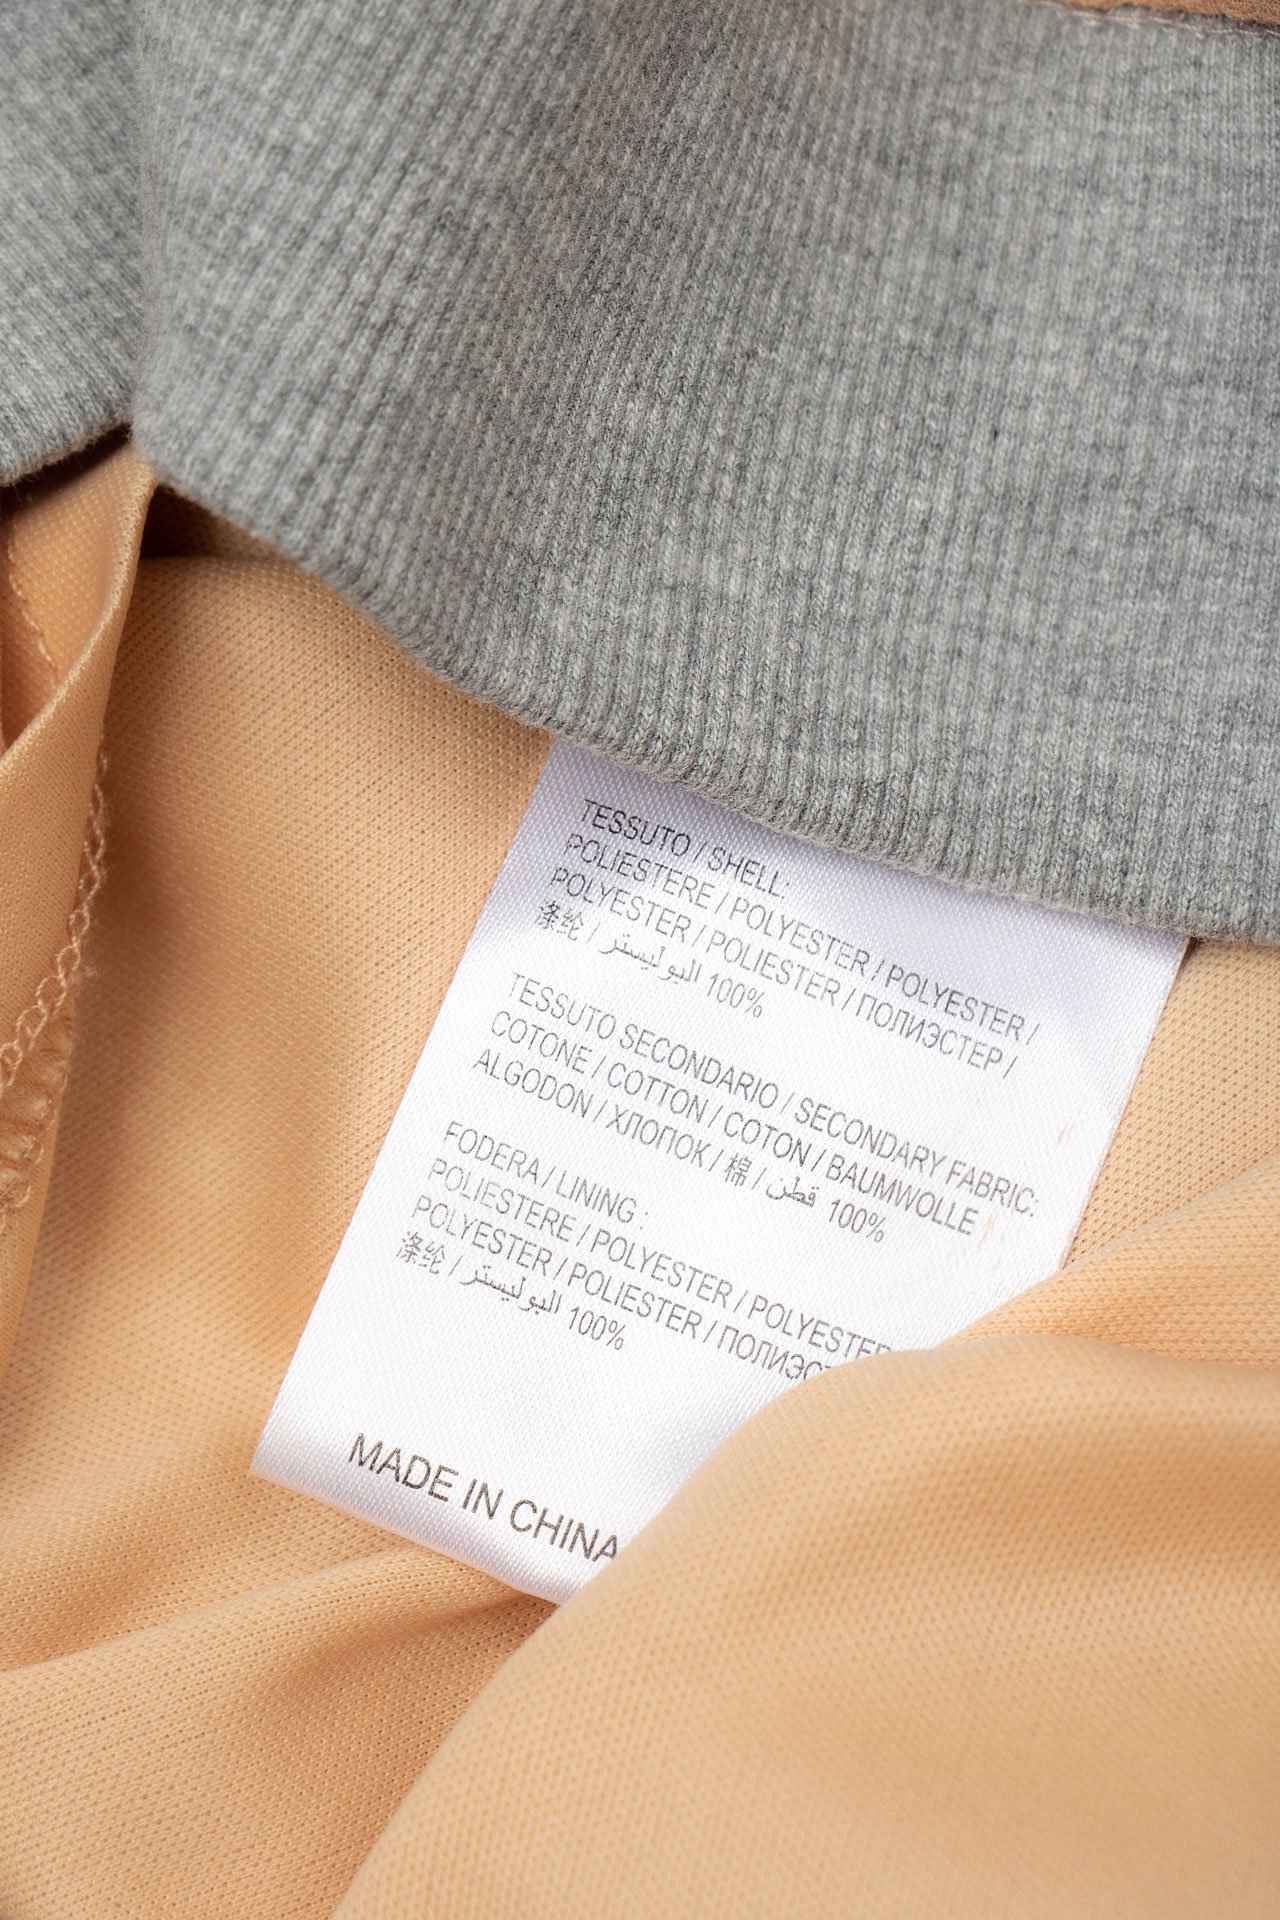 TESSUTO / SHELL:
POLIESTERE / POLYESTER / POLYESTER /
POLYESTER / POLIESTER / ПОЛИЭСТЕР /
涤纶 / البوليستر 100%
TESSUTO SECONDARIO / SECONDARY FABRIC:
COTONE / COTTON / COTON / BAUMWOLLE
ALGODON / ХЛОПОК / 棉 / قطن 100%
FODERA / LINING :
POLIESTERE / POLYESTER / POLYESTER
POLYESTER / POLIESTER / ПОЛИЭС
涤纶 / البوليستر 100%
MADE IN CHINA